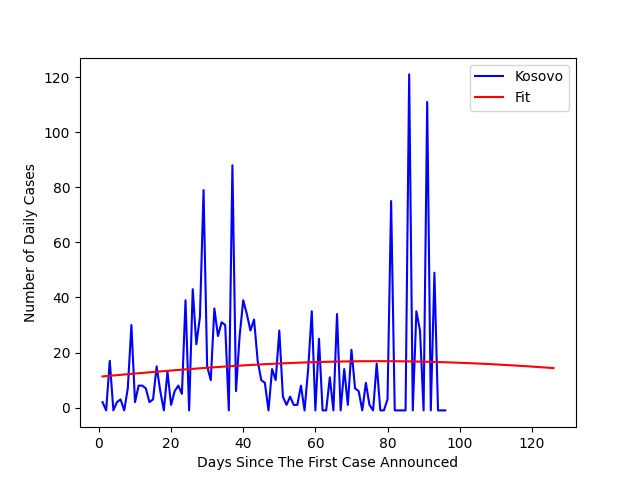 Kosovo
Fit
Number of Daily Cases
120
100
80
60
40
20
0
0 20 40 60 80 100 120
Days Since The First Case Announced